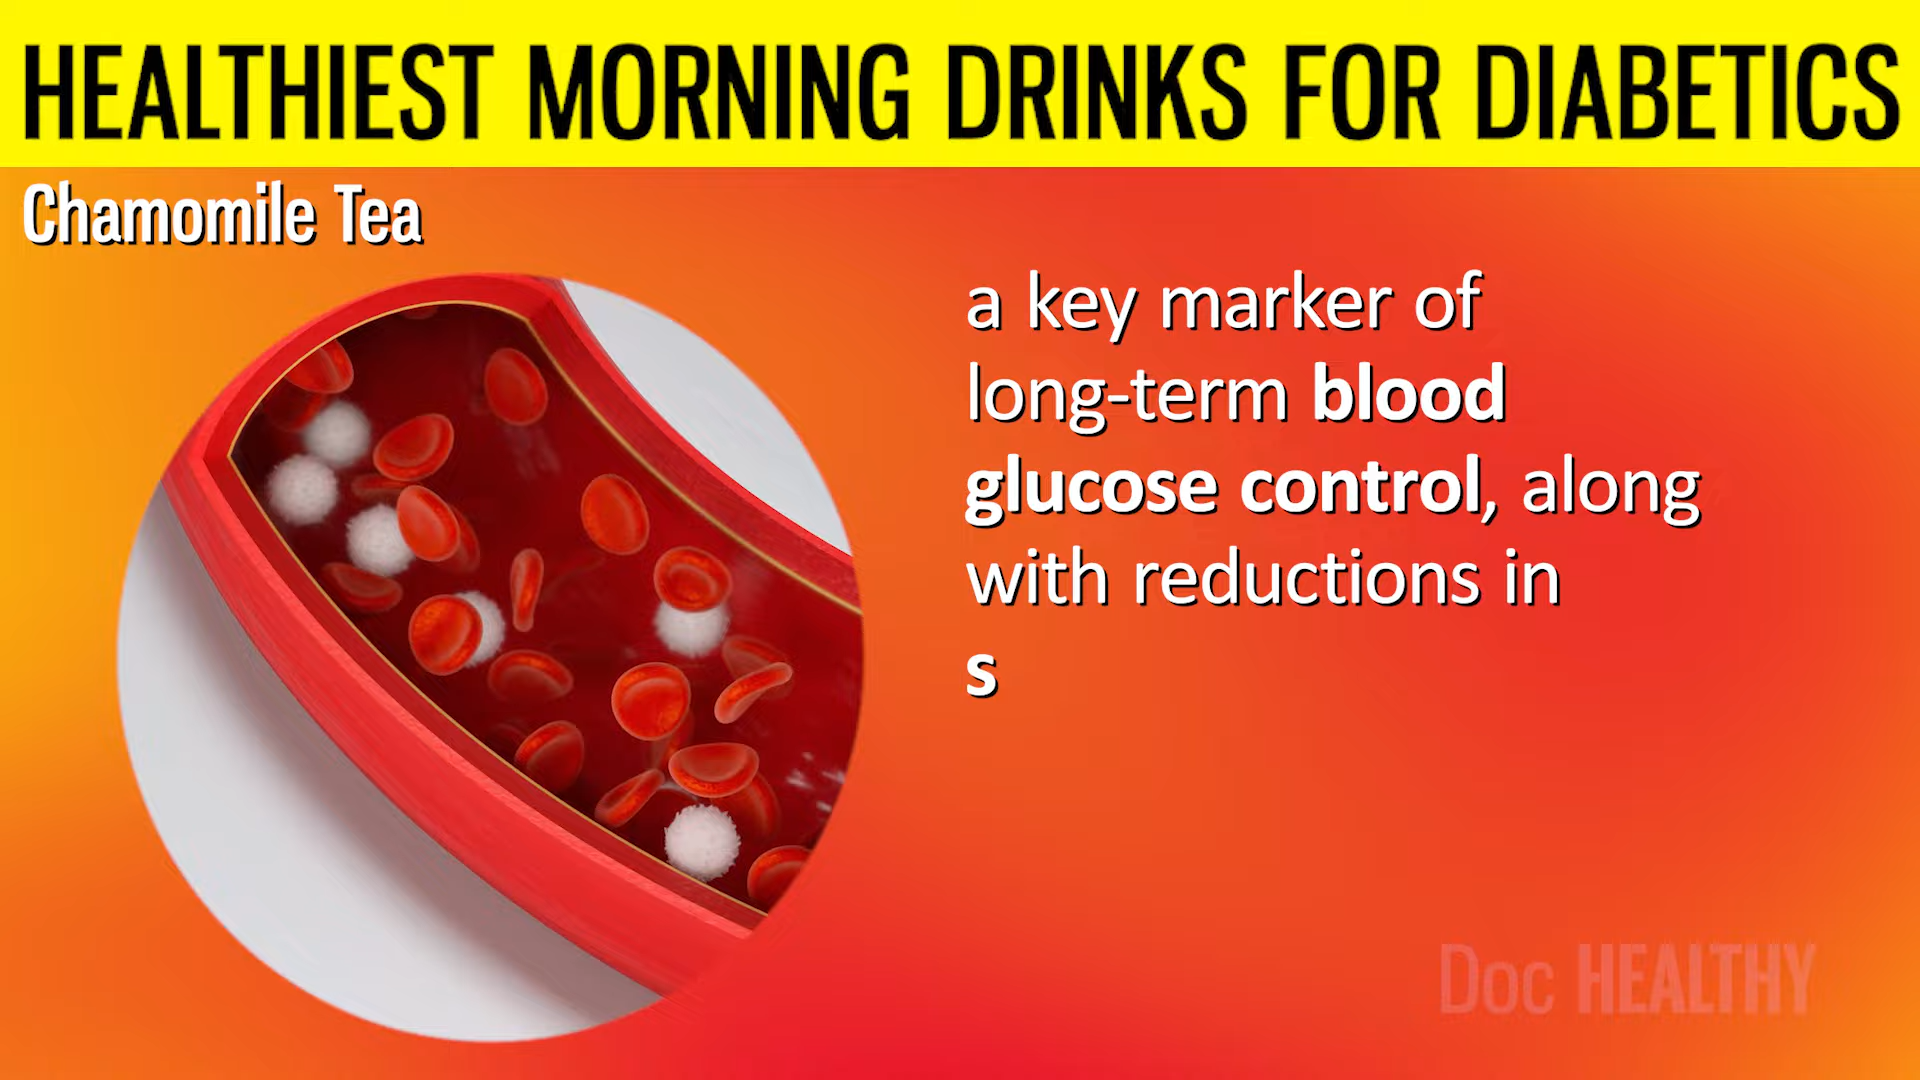 HEALTHIEST MORNING DRINKS FOR DIABETICS
Chamomile Tea
a key marker of
long-term blood
glucose control, along
with reductions in
s
Doc HEALTHY